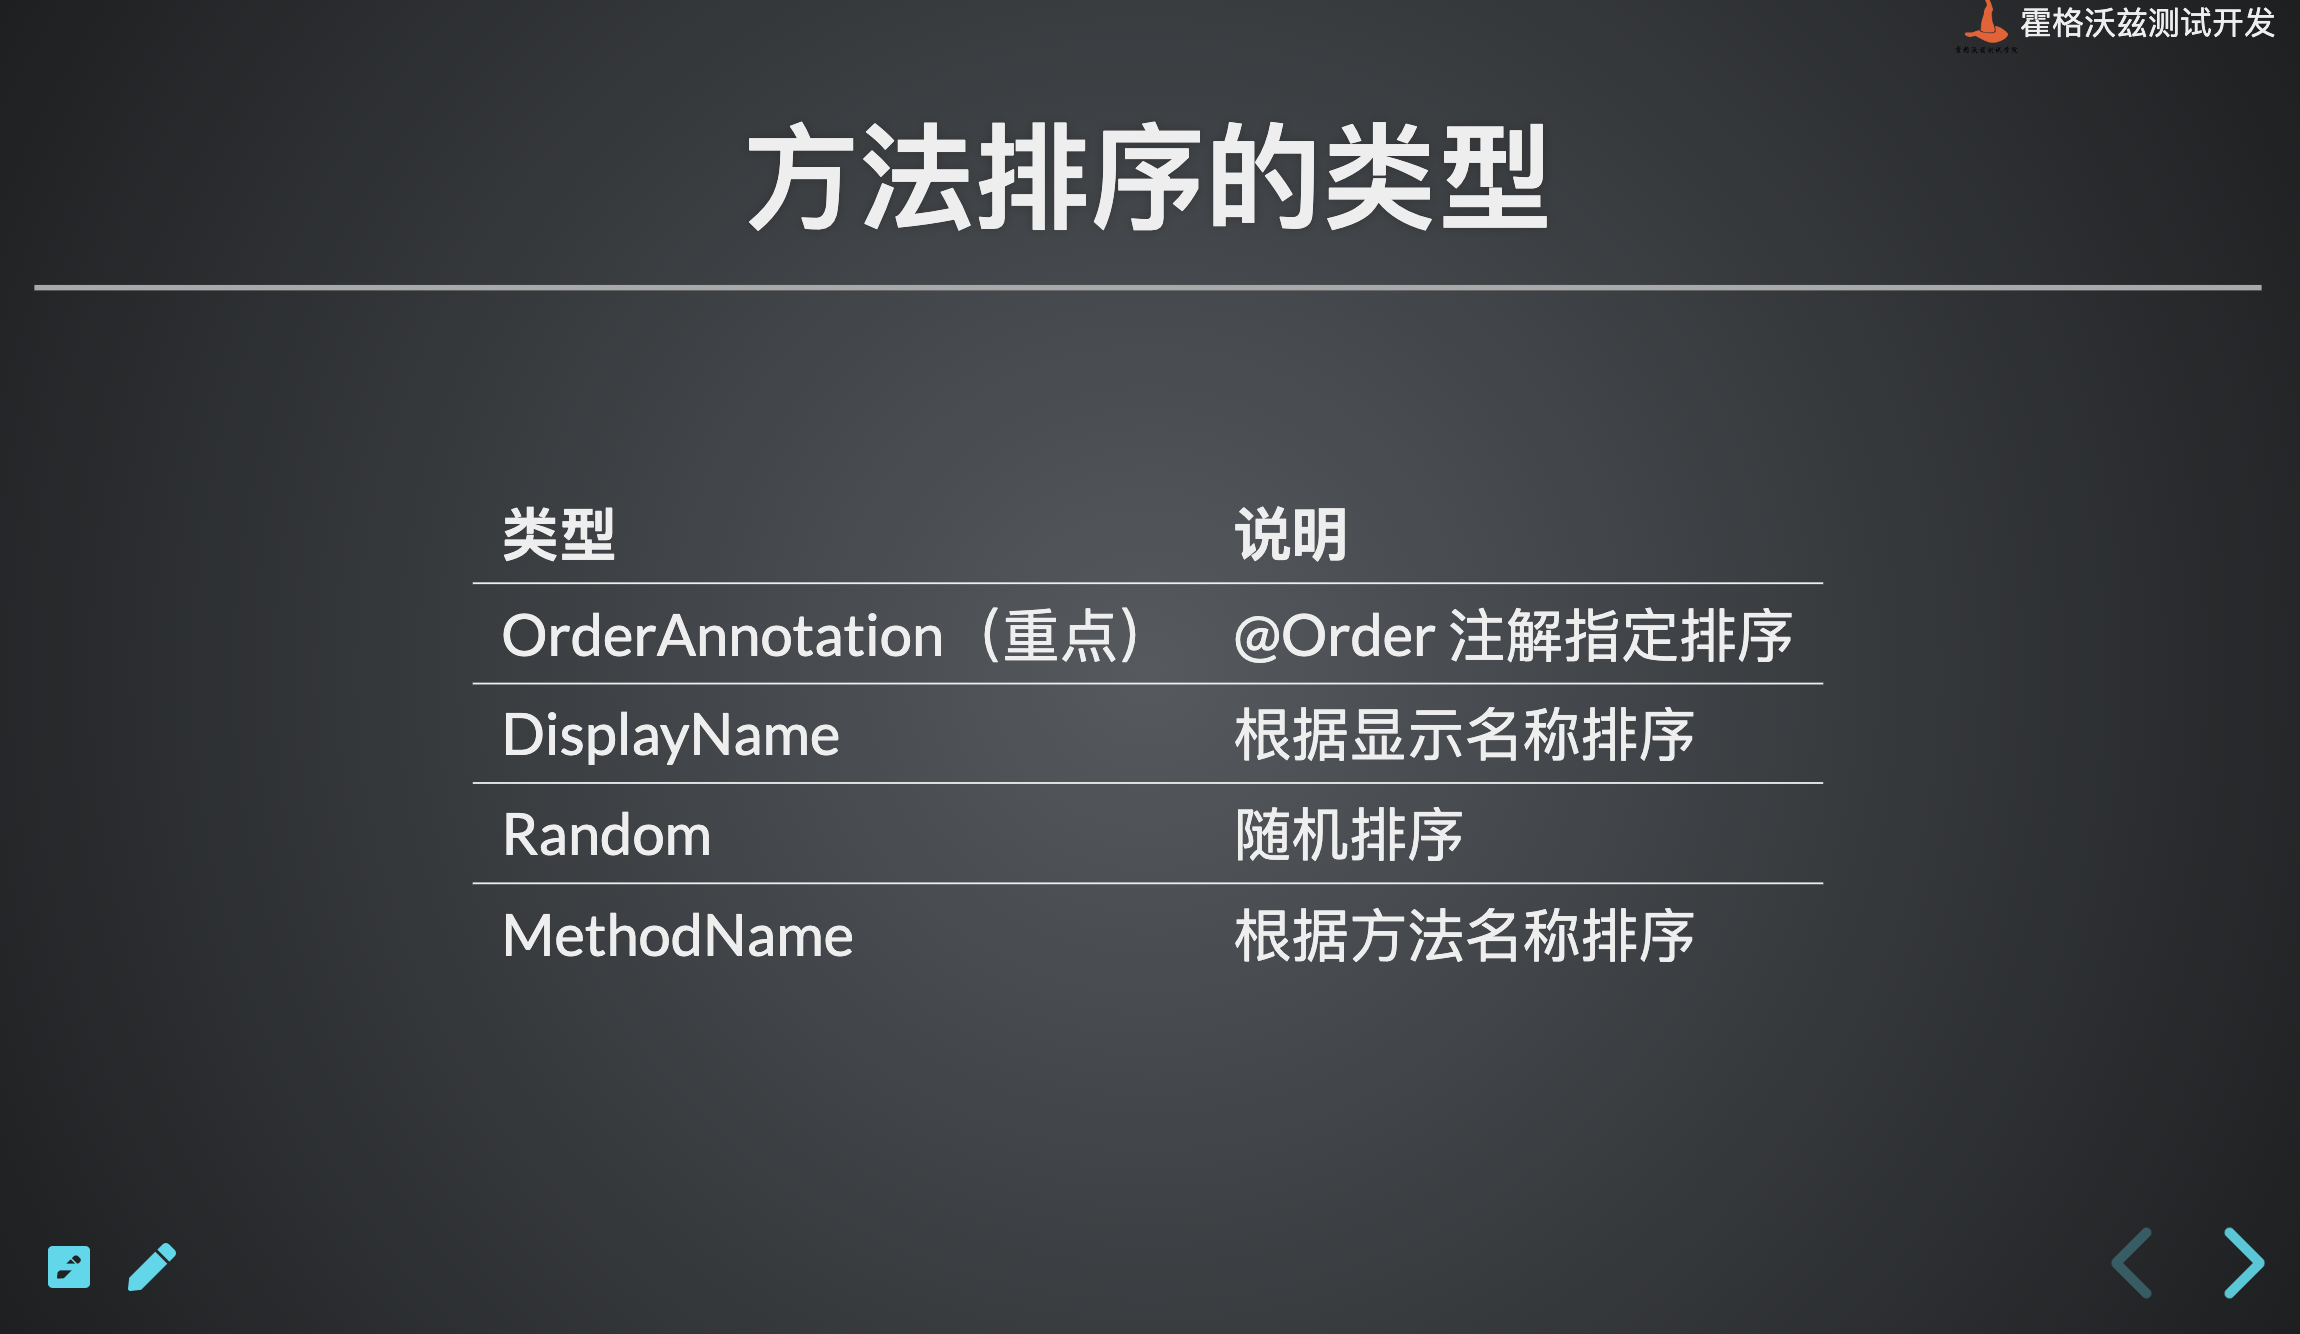 霍格沃兹测试开发
方法排序的类型
类型 说明
OrderAnnotation（重点） @Order 注解指定排序
DisplayName 根据显示名称排序
Random 随机排序
MethodName 根据方法名称排序